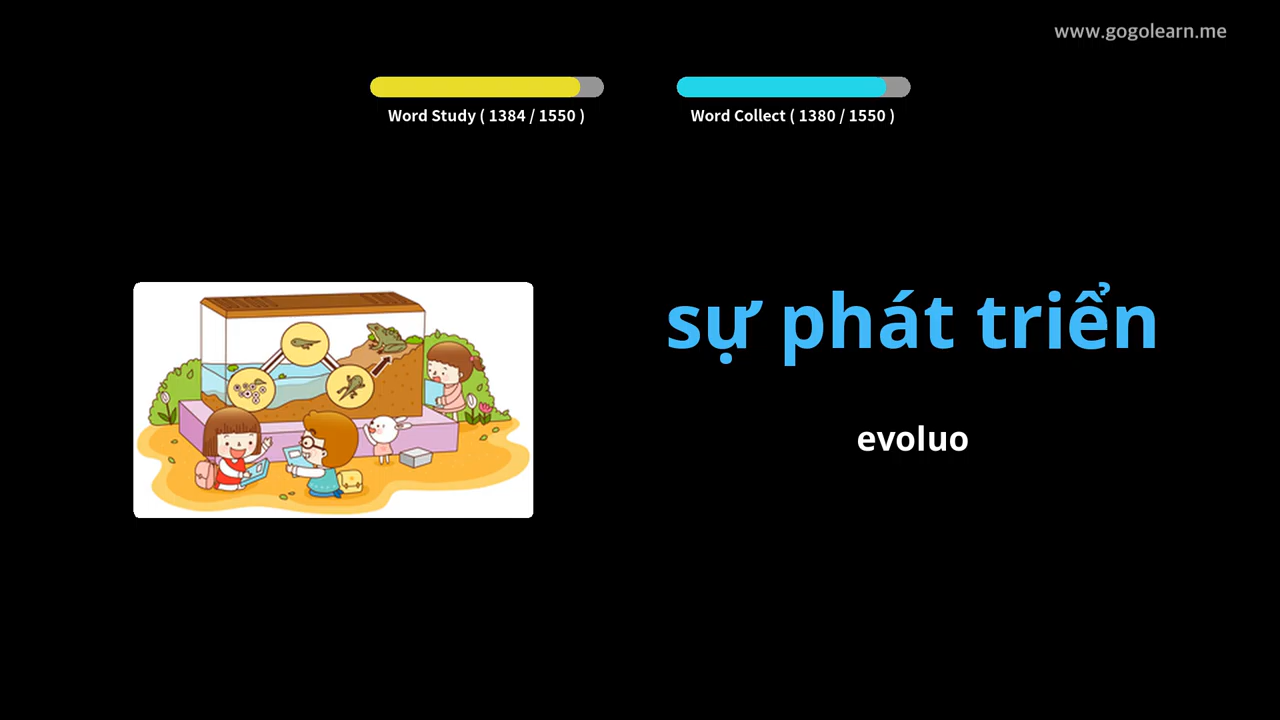 www.gogolearn.me
Word Study ( 1384 / 1550 )
Word Collect ( 1380 / 1550 )
sự phát triển
evoluo